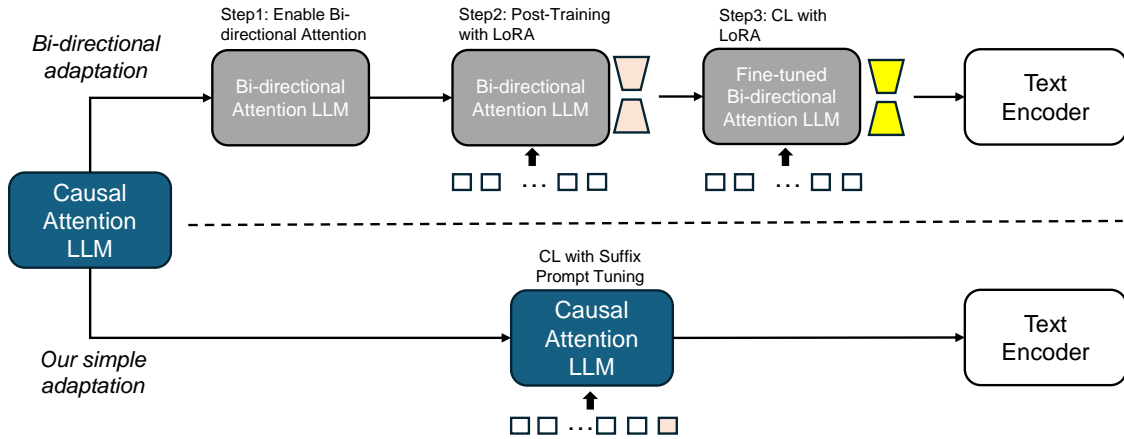 Bi-directional
adaptation
Step1: Enable Bi-
directional Attention
Bi-directional
Attention LLM
Step2: Post-Training
with LoRA
Bi-directional
Attention LLM
...
Step3: CL with
LoRA
Fine-tuned
Bi-directional
Attention LLM
...
Text
Encoder
Causal
Attention
LLM
Our simple
adaptation
CL with Suffix
Prompt Tuning
Causal
Attention
LLM
...
Text
Encoder